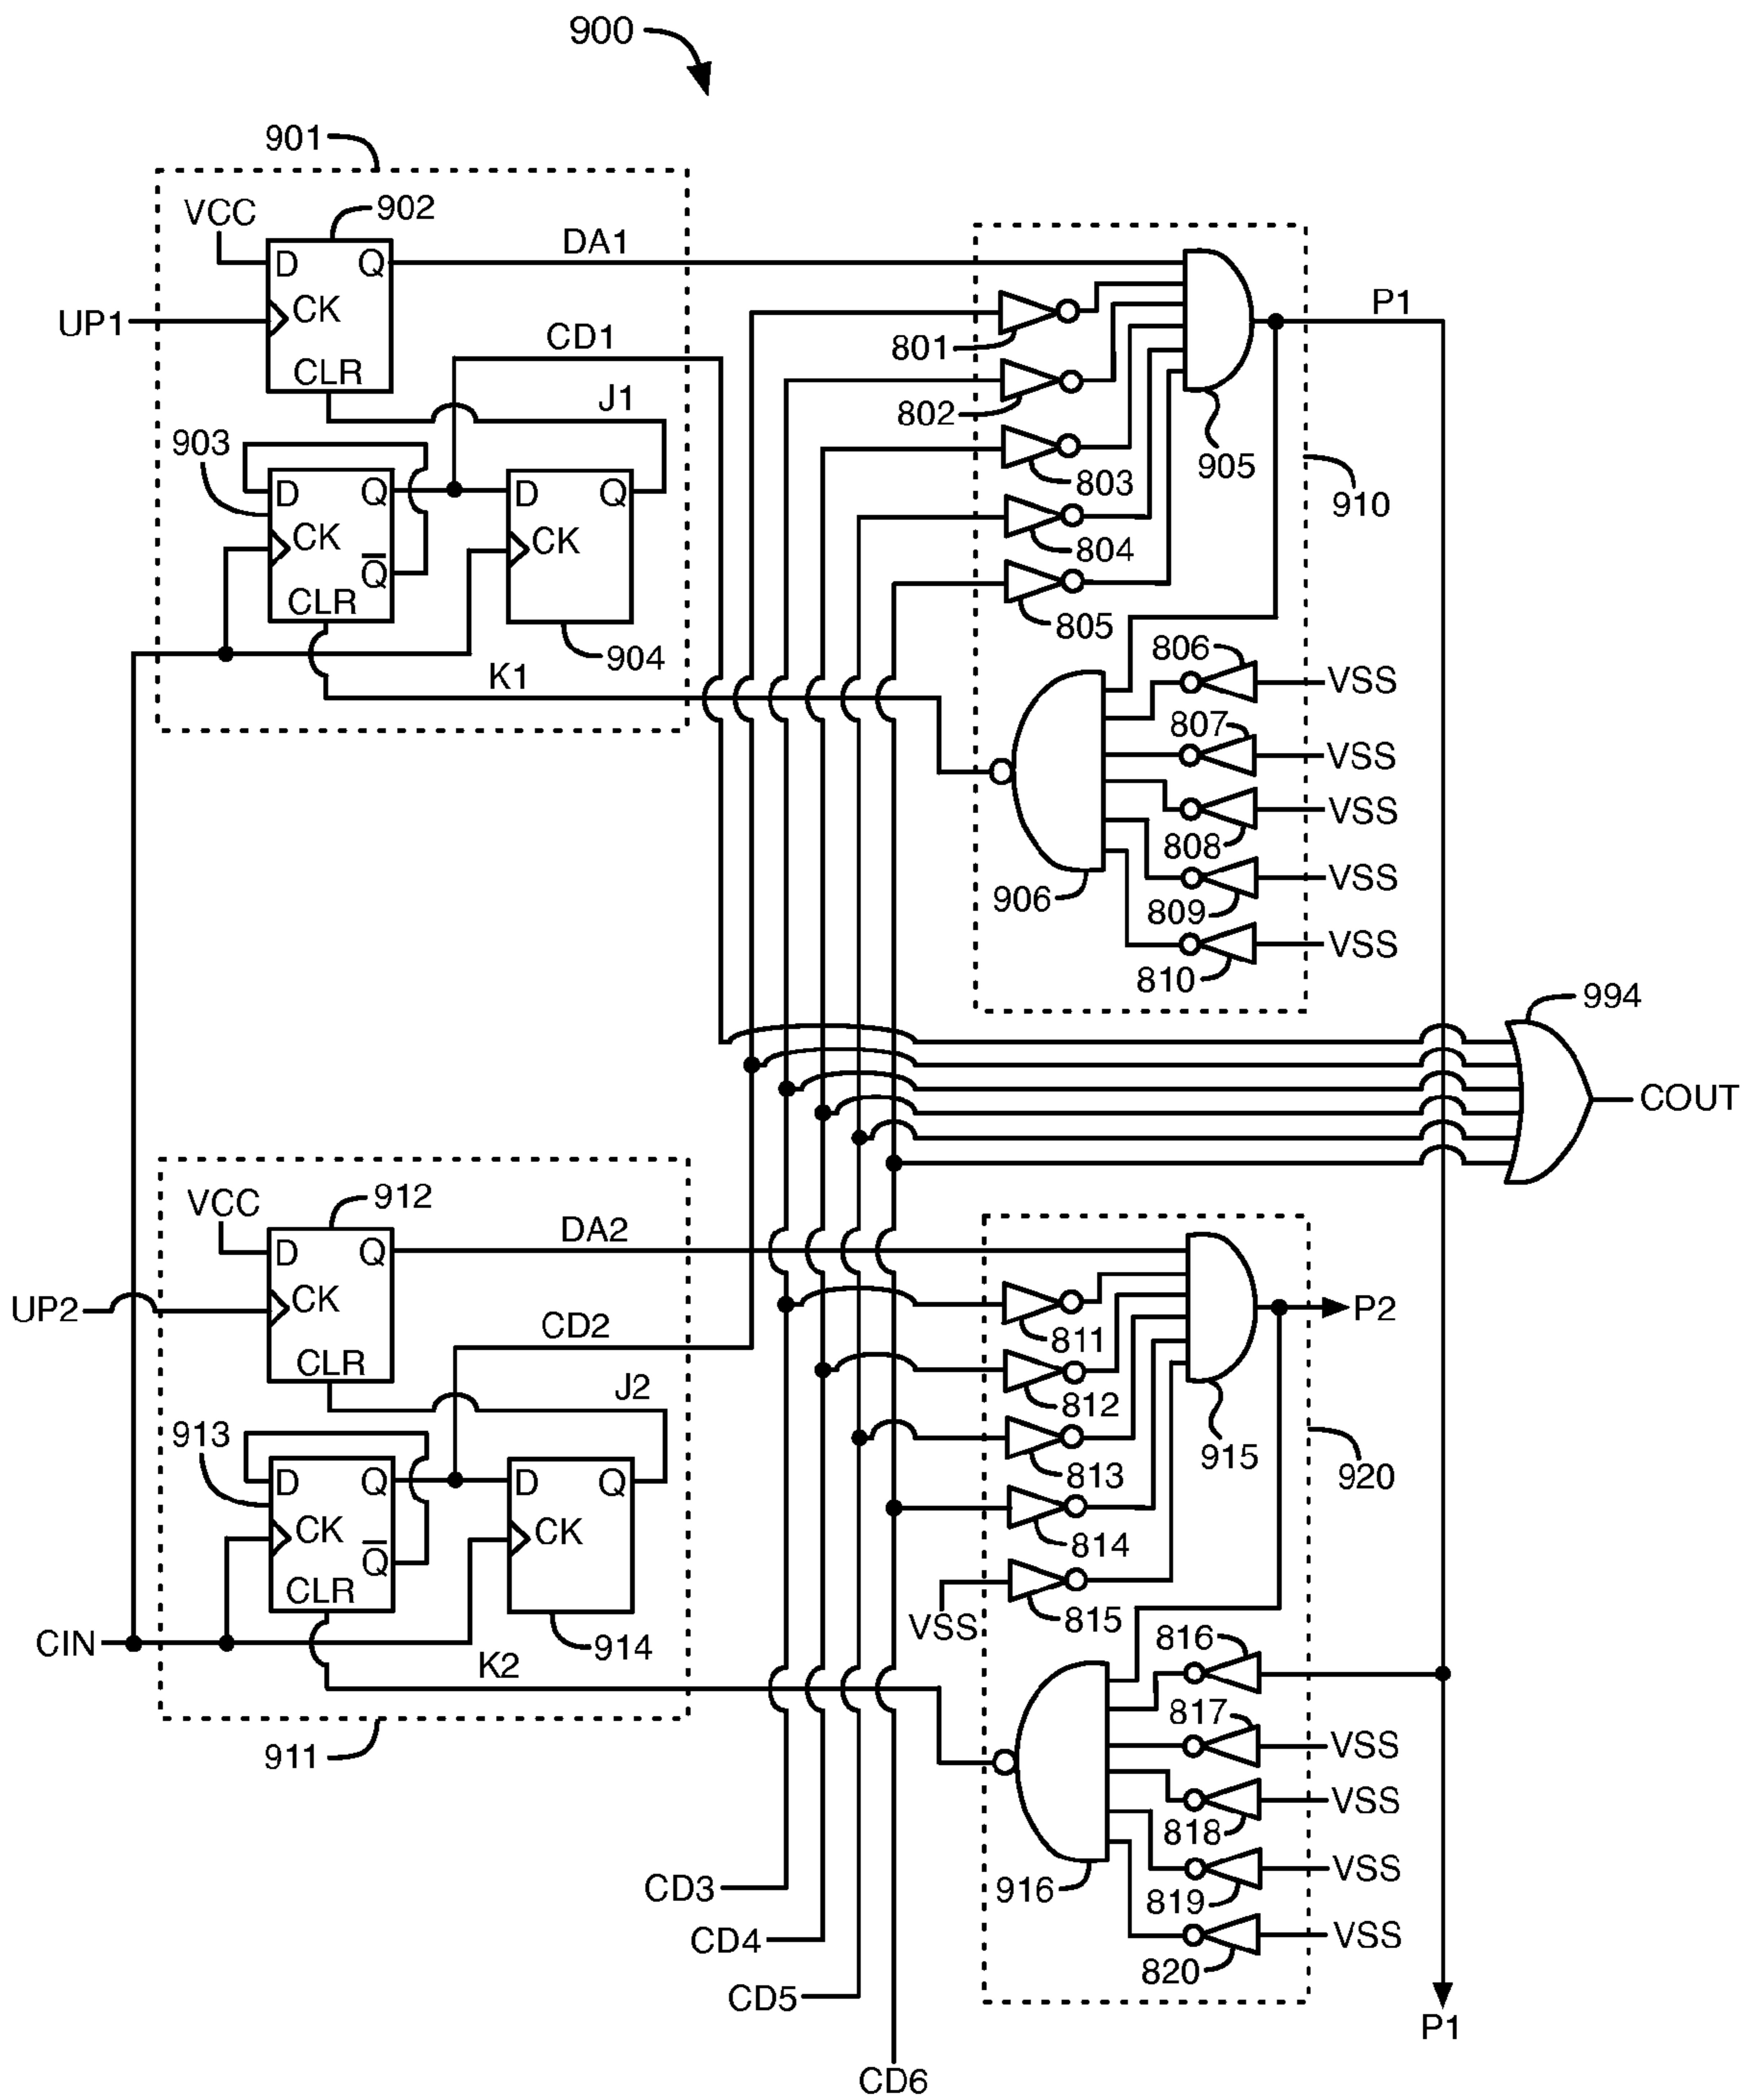 900
901
VCC
902
D Q
DA1
CK
UP1
CLR
CD1
J1
903
D Q
D Q
CK
CK
Q̅
CLR
904
K1
801
802
803
804
805
905
910
P1
806
VSS
807
VSS
808
VSS
809
VSS
810
VSS
906
994
COUT
VCC
912
D Q
DA2
CK
UP2
CLR
CD2
J2
913
D Q
D Q
CK
CK
Q̅
CLR
914
CIN
K2
911
811
812
813
814
815
VSS
915
920
P2
816
817
VSS
818
VSS
819
VSS
820
VSS
916
CD3
CD4
CD5
CD6
P1